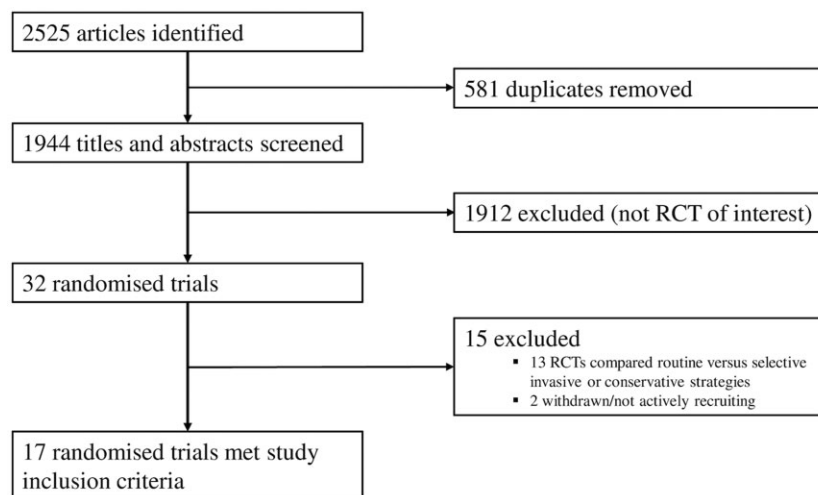 2525 articles identified
581 duplicates removed
1944 titles and abstracts screened
1912 excluded (not RCT of interest)
32 randomised trials
15 excluded
▪ 13 RCTs compared routine versus selective
invasive or conservative strategies
▪ 2 withdrawn/not actively recruiting
17 randomised trials met study
inclusion criteria